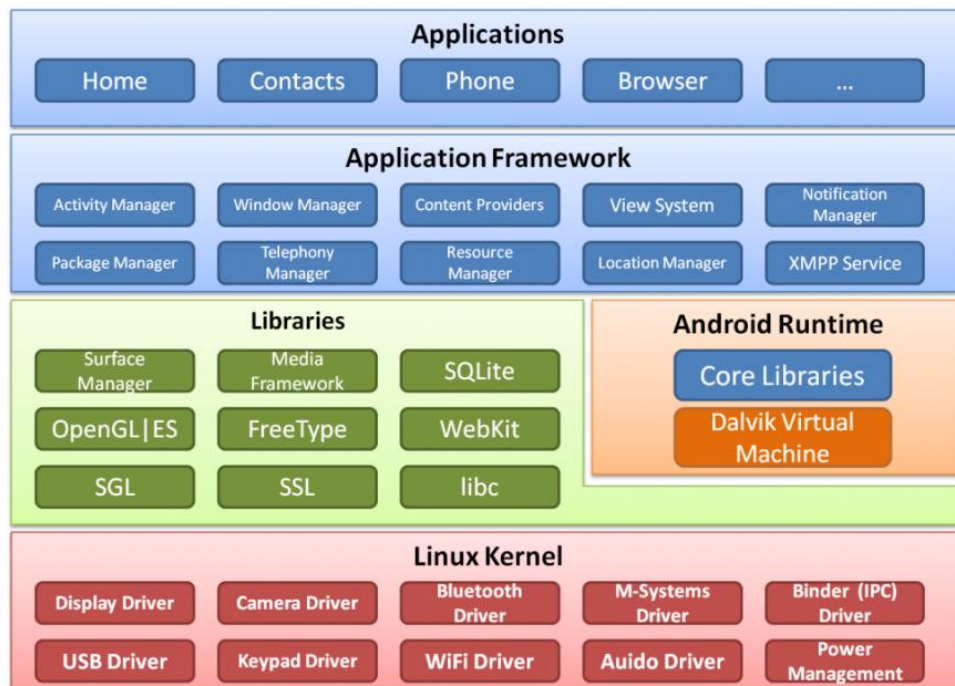 Applications
Home
Contacts
Phone
Browser
...
Application Framework
Activity Manager
Window Manager
Content Providers
View System
Notification
Manager
Package Manager
Telephony
Manager
Resource
Manager
Location Manager
XMPP Service
Libraries
Surface
Manager
Media
Framework
SQLite
OpenGL|ES
FreeType
WebKit
SGL
SSL
libc
Android Runtime
Core Libraries
Dalvik Virtual
Machine
Linux Kernel
Display Driver
Camera Driver
Bluetooth
Driver
M-Systems
Driver
Binder (IPC)
Driver
USB Driver
Keypad Driver
WiFi Driver
Auido Driver
Power
Management